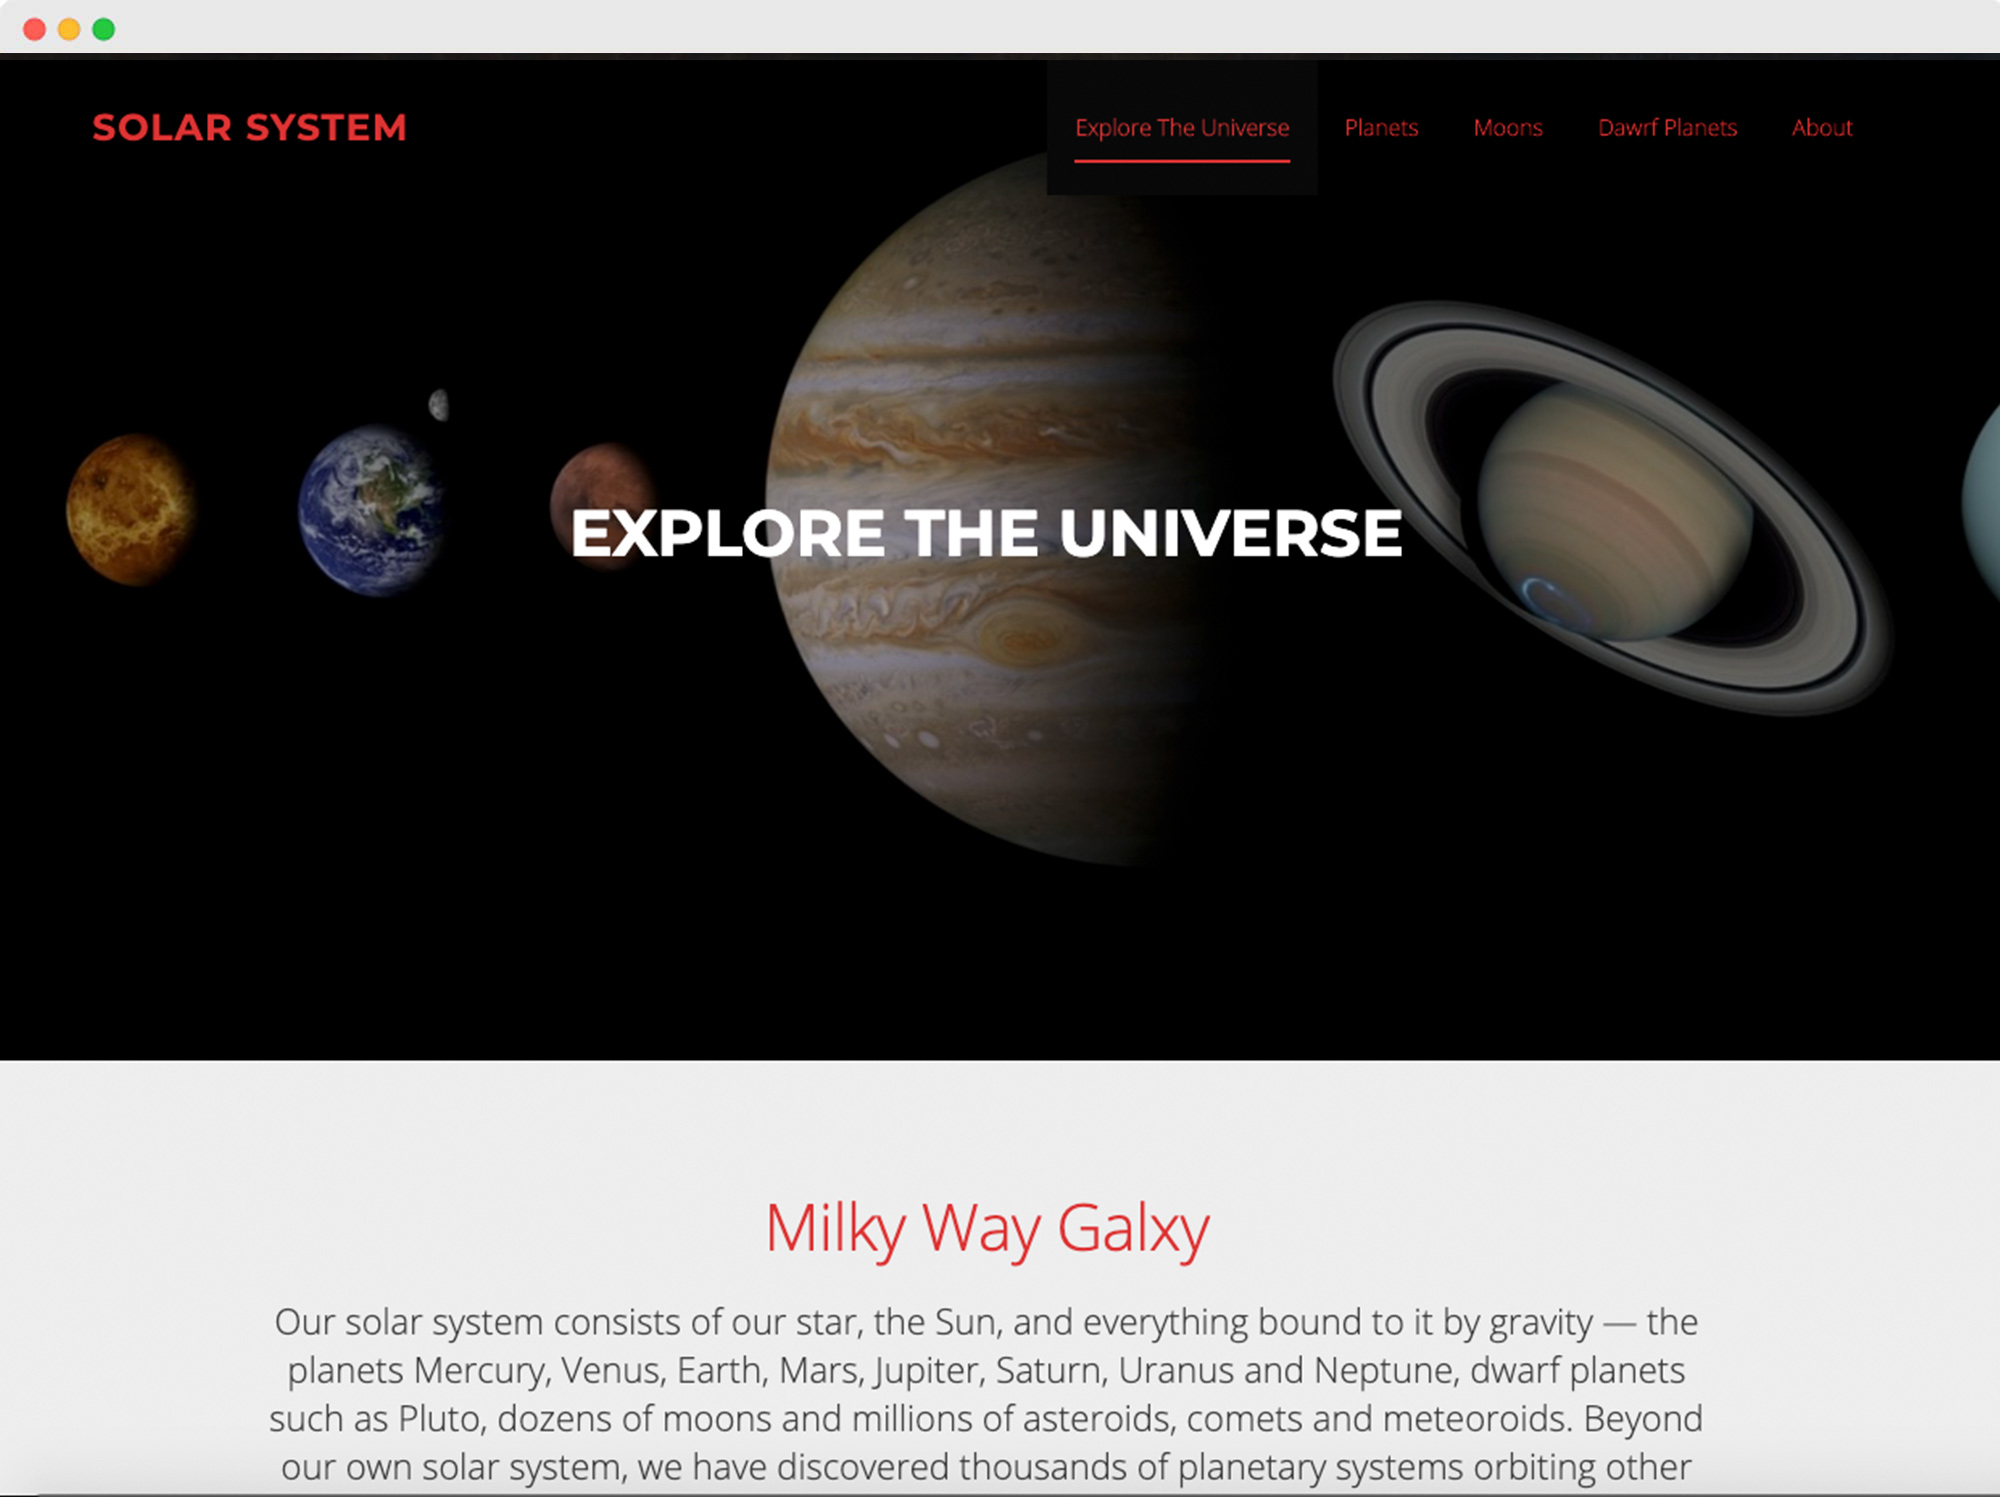 SOLAR SYSTEM
Explore The Universe
Planets
Moons
Dawrf Planets
About
EXPLORE THE UNIVERSE
Milky Way Galxy
Our solar system consists of our star, the Sun, and everything bound to it by gravity — the
planets Mercury, Venus, Earth, Mars, Jupiter, Saturn, Uranus and Neptune, dwarf planets
such as Pluto, dozens of moons and millions of asteroids, comets and meteoroids. Beyond
our own solar system, we have discovered thousands of planetary systems orbiting other